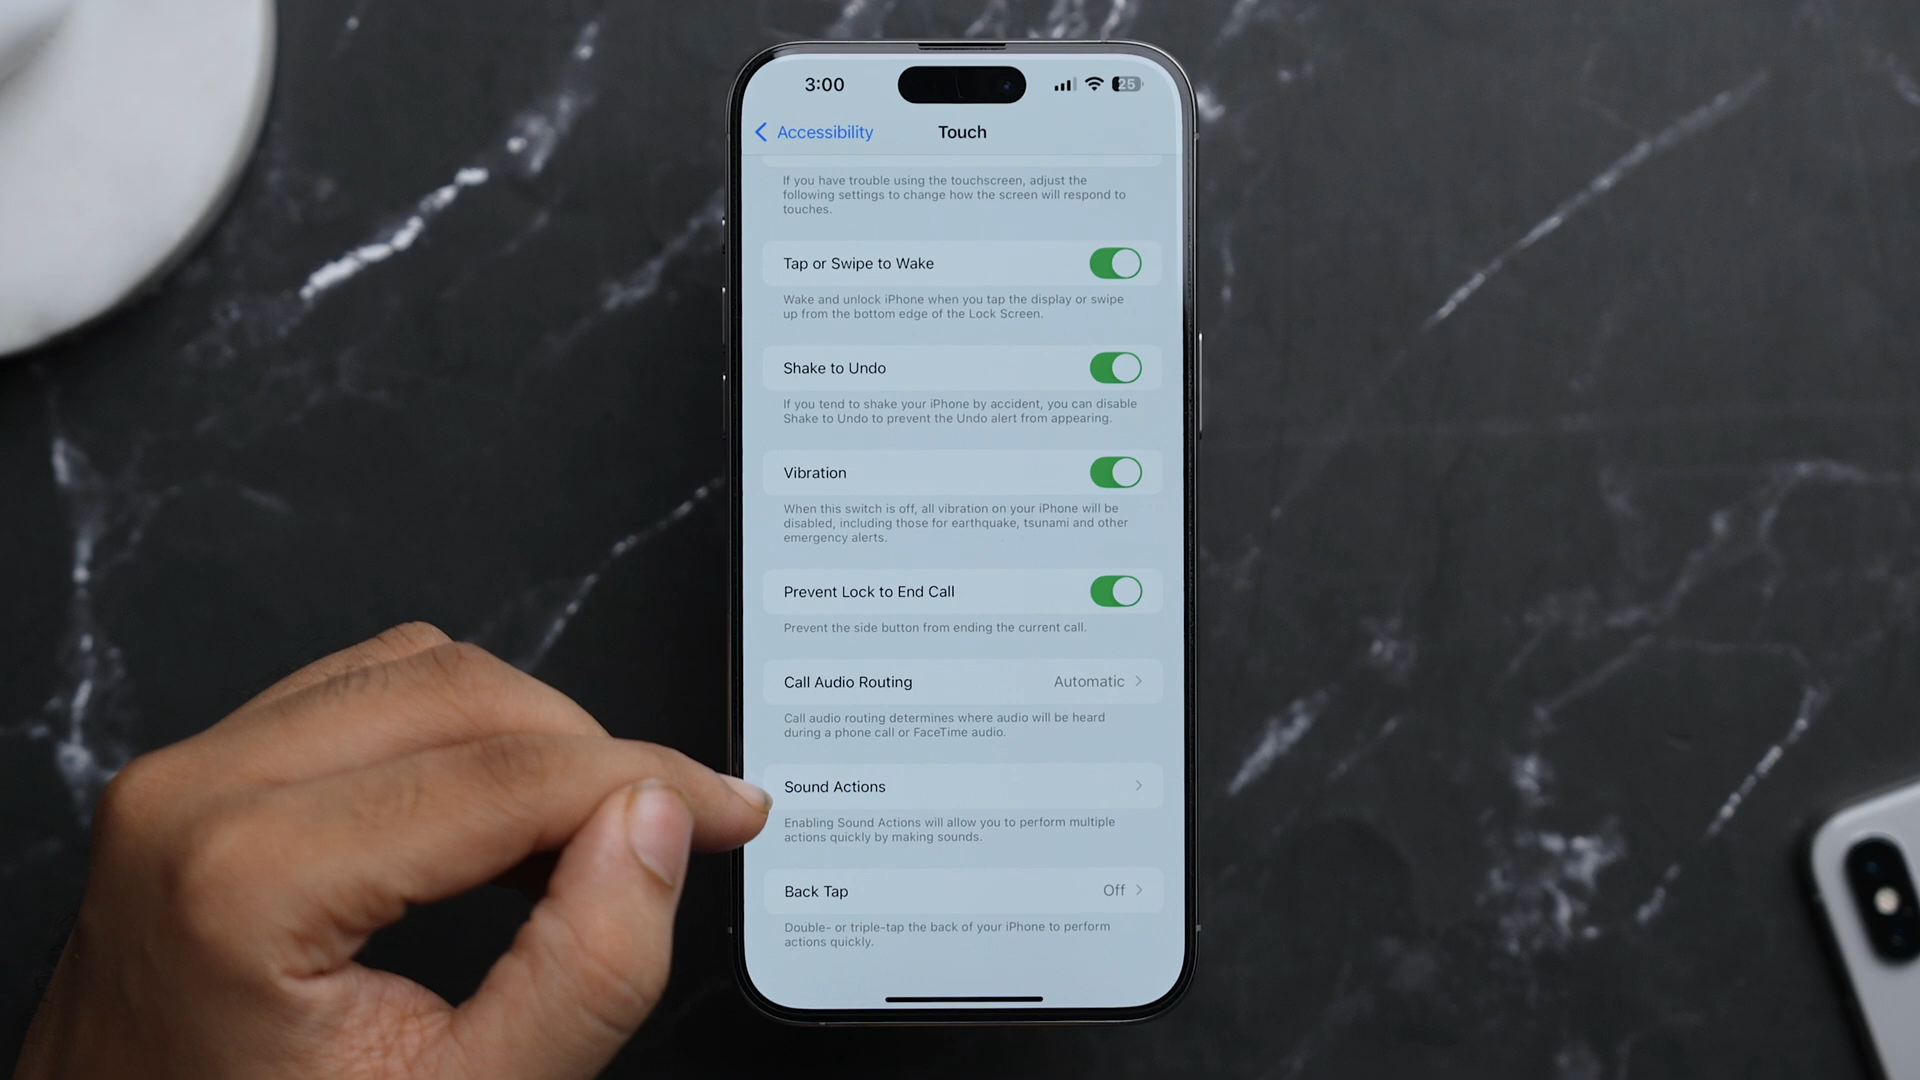 3:00
25
Accessibility
Touch
If you have trouble using the touchscreen, adjust the
following settings to change how the screen will respond to
touches.
Tap or Swipe to Wake
Wake and unlock iPhone when you tap the display or swipe
up from the bottom edge of the Lock Screen.
Shake to Undo
If you tend to shake your iPhone by accident, you can disable
Shake to Undo to prevent the Undo alert from appearing.
Vibration
When this switch is off, all vibration on your iPhone will be
disabled, including those for earthquake, tsunami and other
emergency alerts.
Prevent Lock to End Call
Prevent the side button from ending the current call.
Call Audio Routing
Automatic
Call audio routing determines where audio will be heard
during a phone call or FaceTime audio.
Sound Actions
Enabling Sound Actions will allow you to perform multiple
actions quickly by making sounds.
Back Tap
Off
Double- or triple-tap the back of your iPhone to perform
actions quickly.